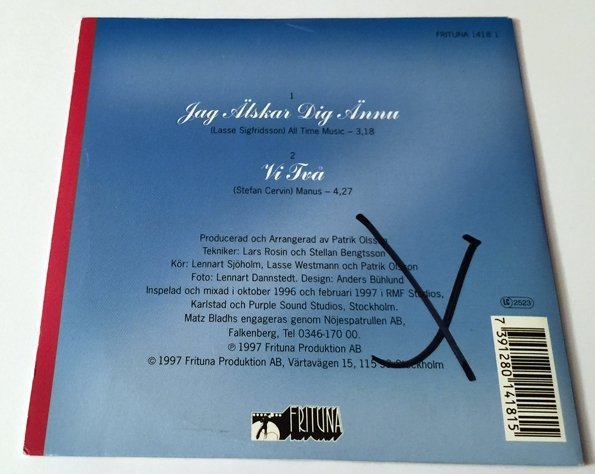 FRITUNA 1418 1
1
Jag Älskar Dig Ännu
(Lasse Sigfridsson) All Time Music – 3,18
2
Vi Två
(Stefan Cervin) Manus – 4,27
Producerad och Arrangerad av Patrik Olsson
Tekniker: Lars Rosin och Stellan Bengtsson
Kör: Lennart Sjöholm, Lasse Westmann och Patrik Olsson
Foto: Lennart Dannstedt. Design: Anders Bühlund
Inspelad och mixad i oktober 1996 och februari 1997 i RMF Studios,
Karlstad och Purple Sound Studios, Stockholm.
Matz Bladhs engageras genom Nöjespatrullen AB,
Falkenberg, Tel 0346-170 00.
℗ 1997 Frituna Produktion AB
© 1997 Frituna Produktion AB, Värtavägen 15, 115 Stockholm
LC 2523
7 391280 141815
FRITUNA